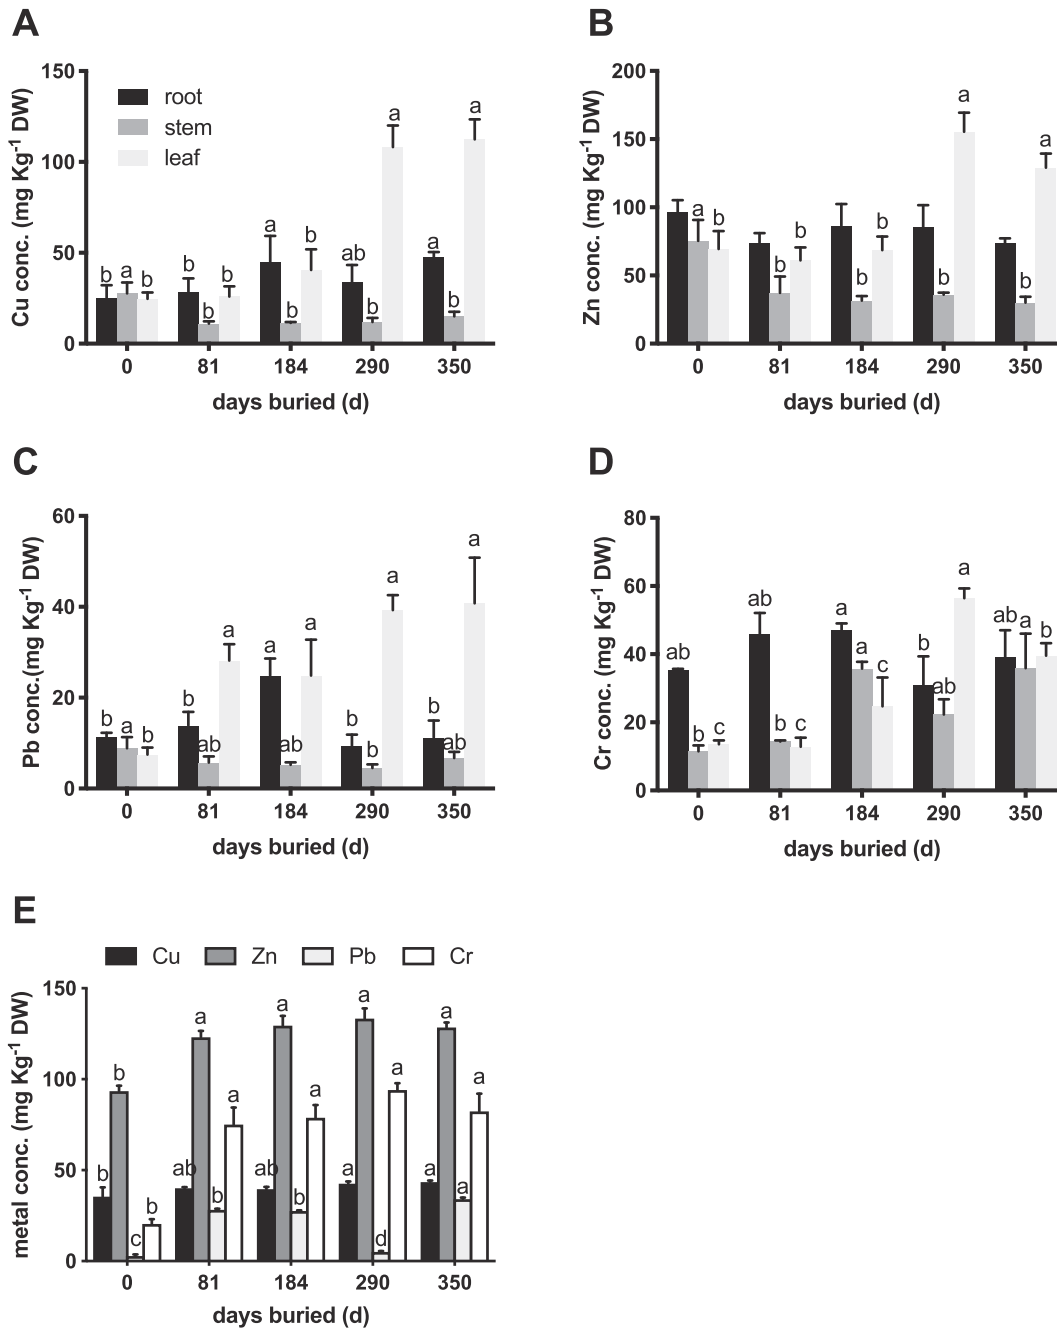 A
Cu conc. (mg Kg-1 DW)
150
100
50
0
root
stem
leaf
b a b
b b b
a b b
ab b a
a b a
0 81 184 290 350
days buried (d)
B
Zn conc. (mg Kg-1 DW)
200
150
100
50
0
a b
b b
b b
b a
b a
0 81 184 290 350
days buried (d)
C
Pb conc.(mg Kg-1 DW)
60
40
20
0
b a b
b ab a
a ab a
b b a
b ab a
0 81 184 290 350
days buried (d)
D
Cr conc. (mg Kg-1 DW)
80
60
40
20
0
ab b c
ab b c
a a c
b ab a
ab a b
0 81 184 290 350
days buried (d)
E
Cu Zn Pb Cr
metal conc. (mg Kg-1 DW)
150
100
50
0
b b c b
ab a b a
ab a b a
a a d a
a a a a
0 81 184 290 350
days buried (d)